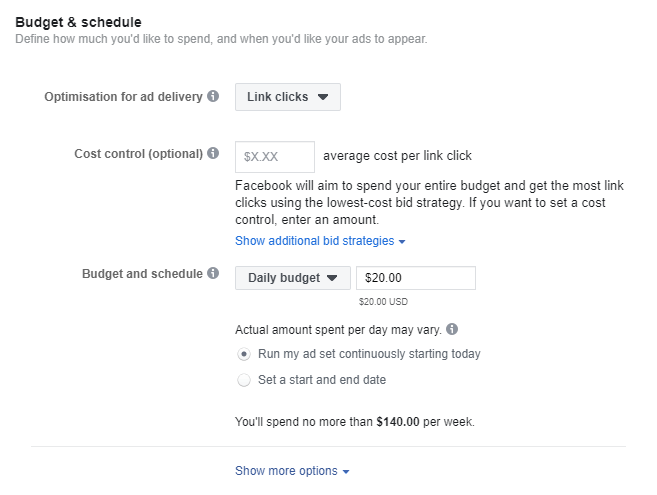 Budget & schedule
Define how much you'd like to spend, and when you'd like your ads to appear.
Optimisation for ad delivery
Link clicks
Cost control (optional)
$X.XX
average cost per link click
Facebook will aim to spend your entire budget and get the most link
clicks using the lowest-cost bid strategy. If you want to set a cost
control, enter an amount.
Show additional bid strategies
Budget and schedule
Daily budget
$20.00
$20.00 USD
Actual amount spent per day may vary.
Run my ad set continuously starting today
Set a start and end date
You'll spend no more than $140.00 per week.
Show more options